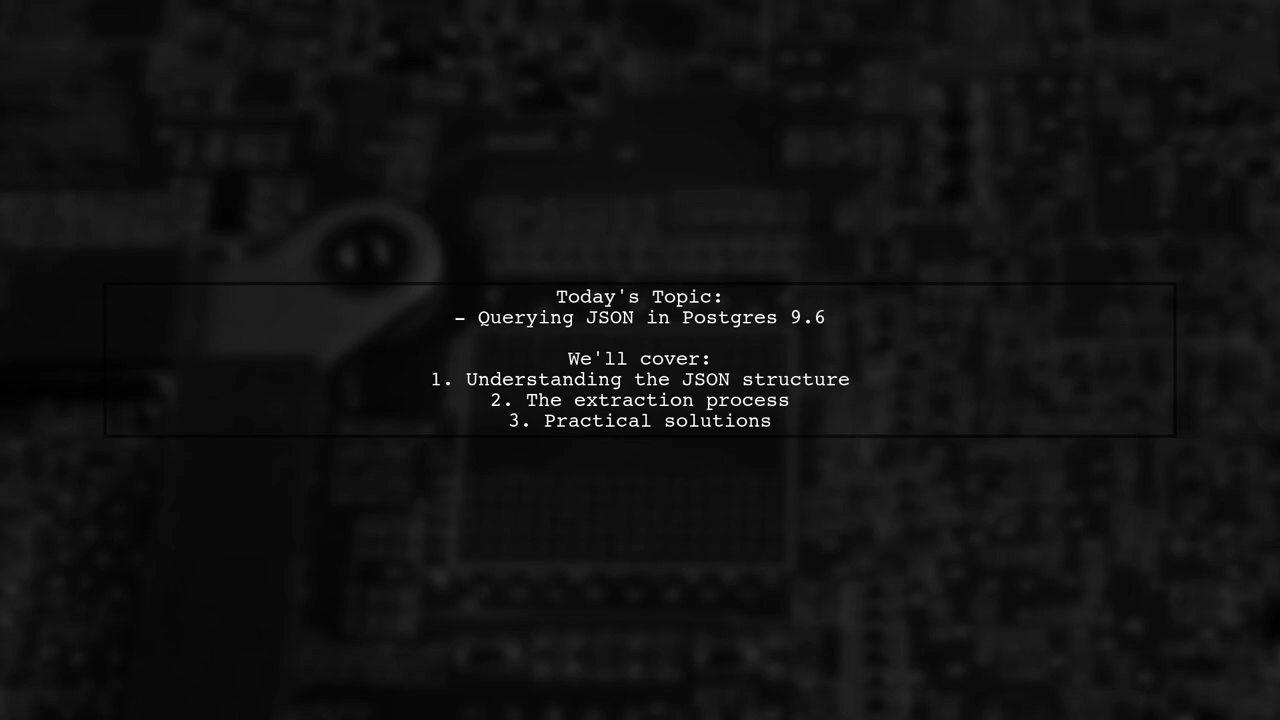 Today's Topic:
- Querying JSON in Postgres 9.6
We'll cover:
1. Understanding the JSON structure
2. The extraction process
3. Practical solutions